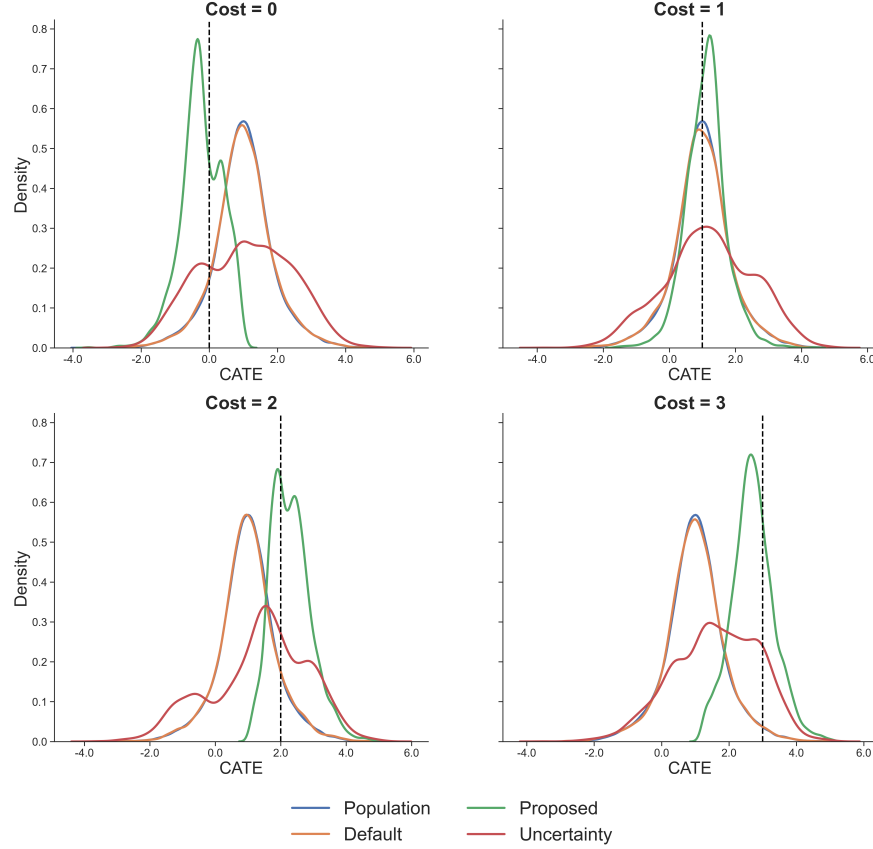 Cost = 0
0.8
0.7
0.6
0.5
0.4
0.3
0.2
0.1
0.0
Density
-4.0 -2.0 0.0 2.0 4.0 6.0
CATE
Cost = 1
-4.0 -2.0 0.0 2.0 4.0 6.0
CATE
Cost = 2
0.8
0.7
0.6
0.5
0.4
0.3
0.2
0.1
0.0
Density
-4.0 -2.0 0.0 2.0 4.0 6.0
CATE
Cost = 3
-4.0 -2.0 0.0 2.0 4.0 6.0
CATE
Population Proposed
Default Uncertainty